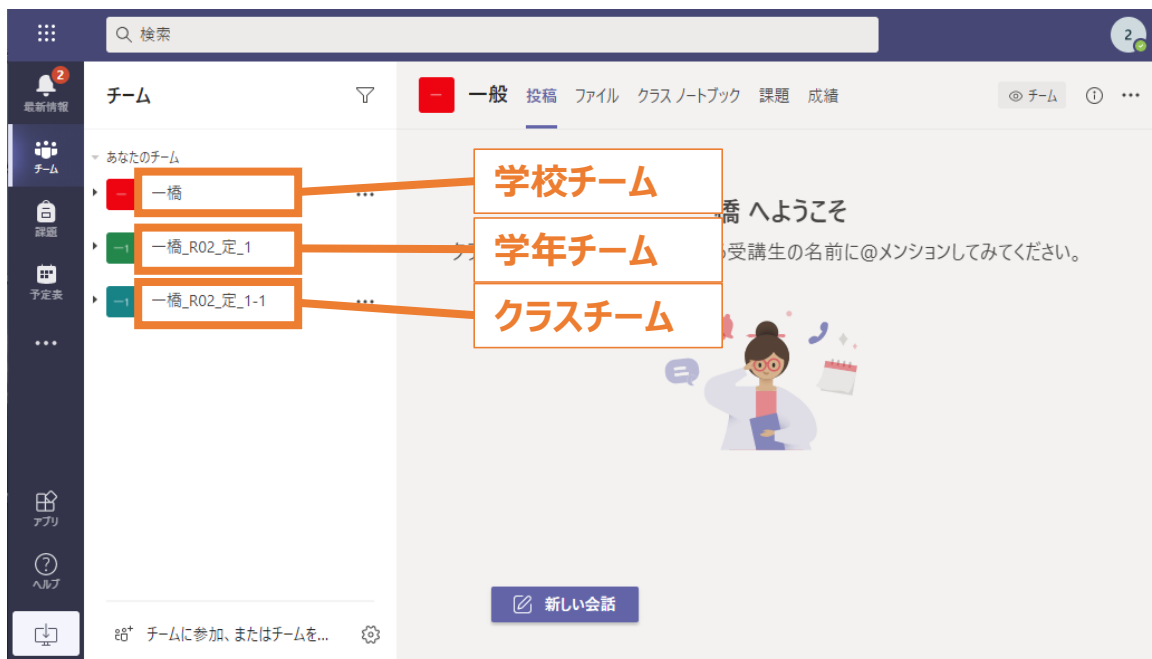 検索
2
2
最新情報
チーム
課題
予定表
アプリ
ヘルプ
チーム
あなたのチーム
一 一橋
一1 一橋_R02_定_1
一1 一橋_R02_定_1-1
チームに参加、またはチームを...
一 一般 投稿 ファイル クラス ノートブック 課題 成績
チーム
学校チーム
学年チーム
クラスチーム
橋 へようこそ
受講生の名前に@メンションしてみてください。
新しい会話